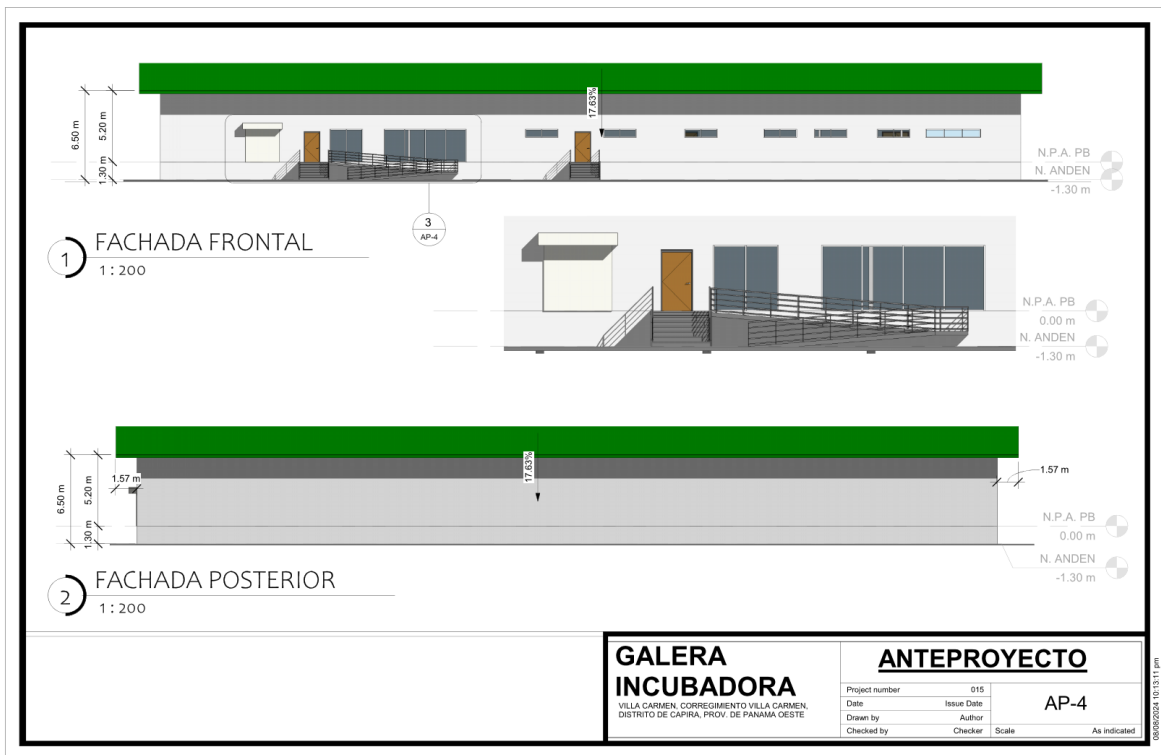 17.63%
6.50 m
5.20 m
1.30 m
N.P.A. PB
N. ANDEN
-1.30 m
3
AP-4
1
FACHADA FRONTAL
1 : 200
N.P.A. PB
0.00 m
N. ANDEN
-1.30 m
17.63%
1.57 m
1.57 m
6.50 m
5.20 m
1.30 m
N.P.A. PB
0.00 m
N. ANDEN
-1.30 m
2
FACHADA POSTERIOR
1 : 200
GALERA
INCUBADORA
VILLA CARMEN, CORREGIMIENTO VILLA CARMEN,
DISTRITO DE CAPIRA, PROV. DE PANAMA OESTE
ANTEPROYECTO
Project number 015
Date Issue Date
Drawn by Author
Checked by Checker
AP-4
Scale As indicated
08/08/2024 10:13:11 pm